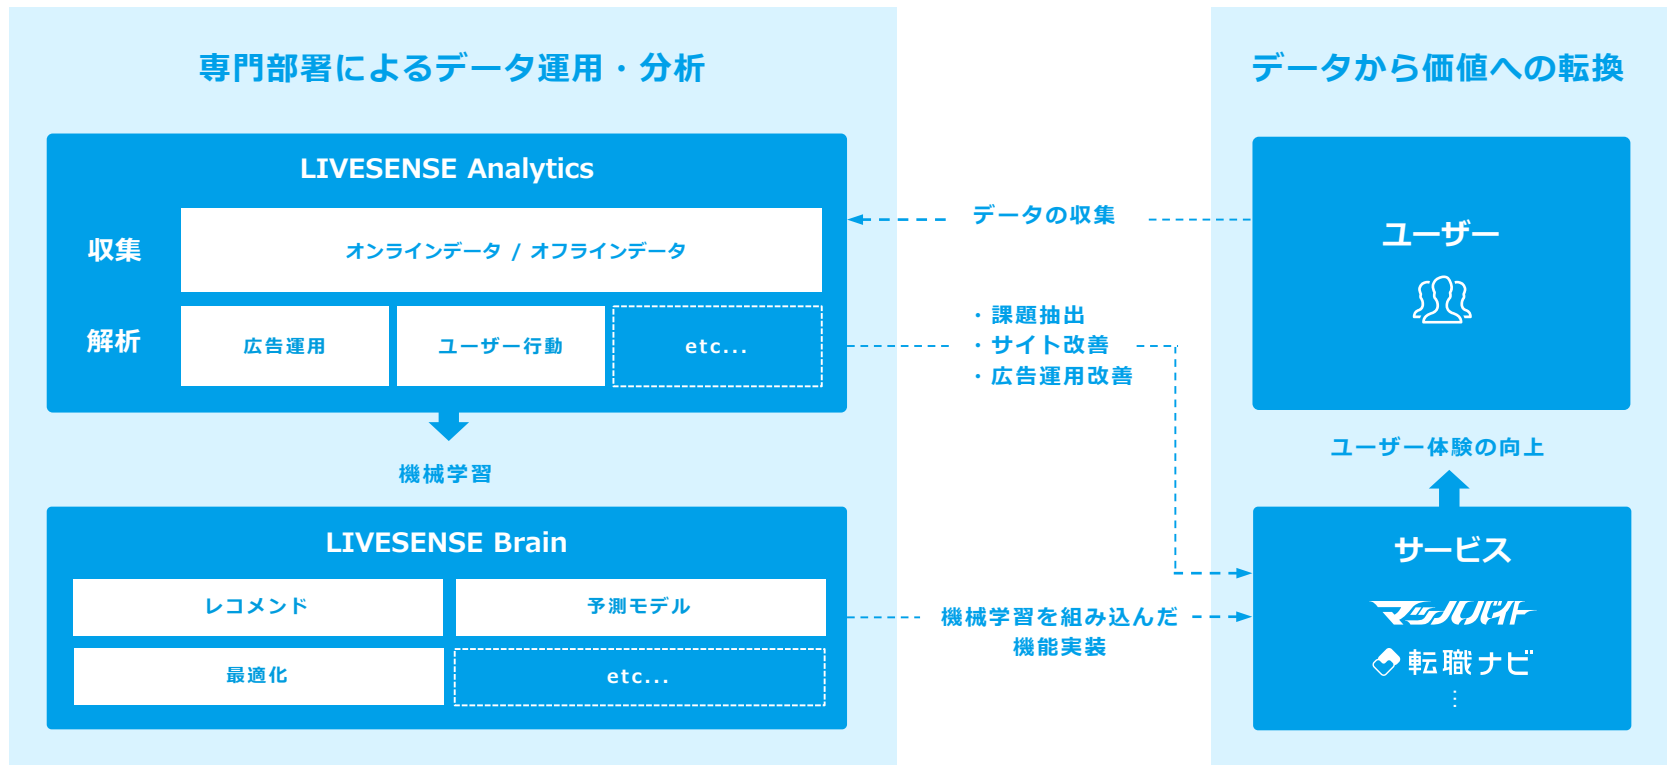 専門部署によるデータ運用・分析
LIVESENSE Analytics
収集
オンラインデータ / オフラインデータ
解析
広告運用
ユーザー行動
etc...
機械学習
LIVESENSE Brain
レコメンド
予測モデル
最適化
etc...
データの収集
・課題抽出
・サイト改善
・広告運用改善
機械学習を組み込んだ
機能実装
データから価値への転換
ユーザー
ユーザー体験の向上
サービス
マッハバイト
転職ナビ
⋮